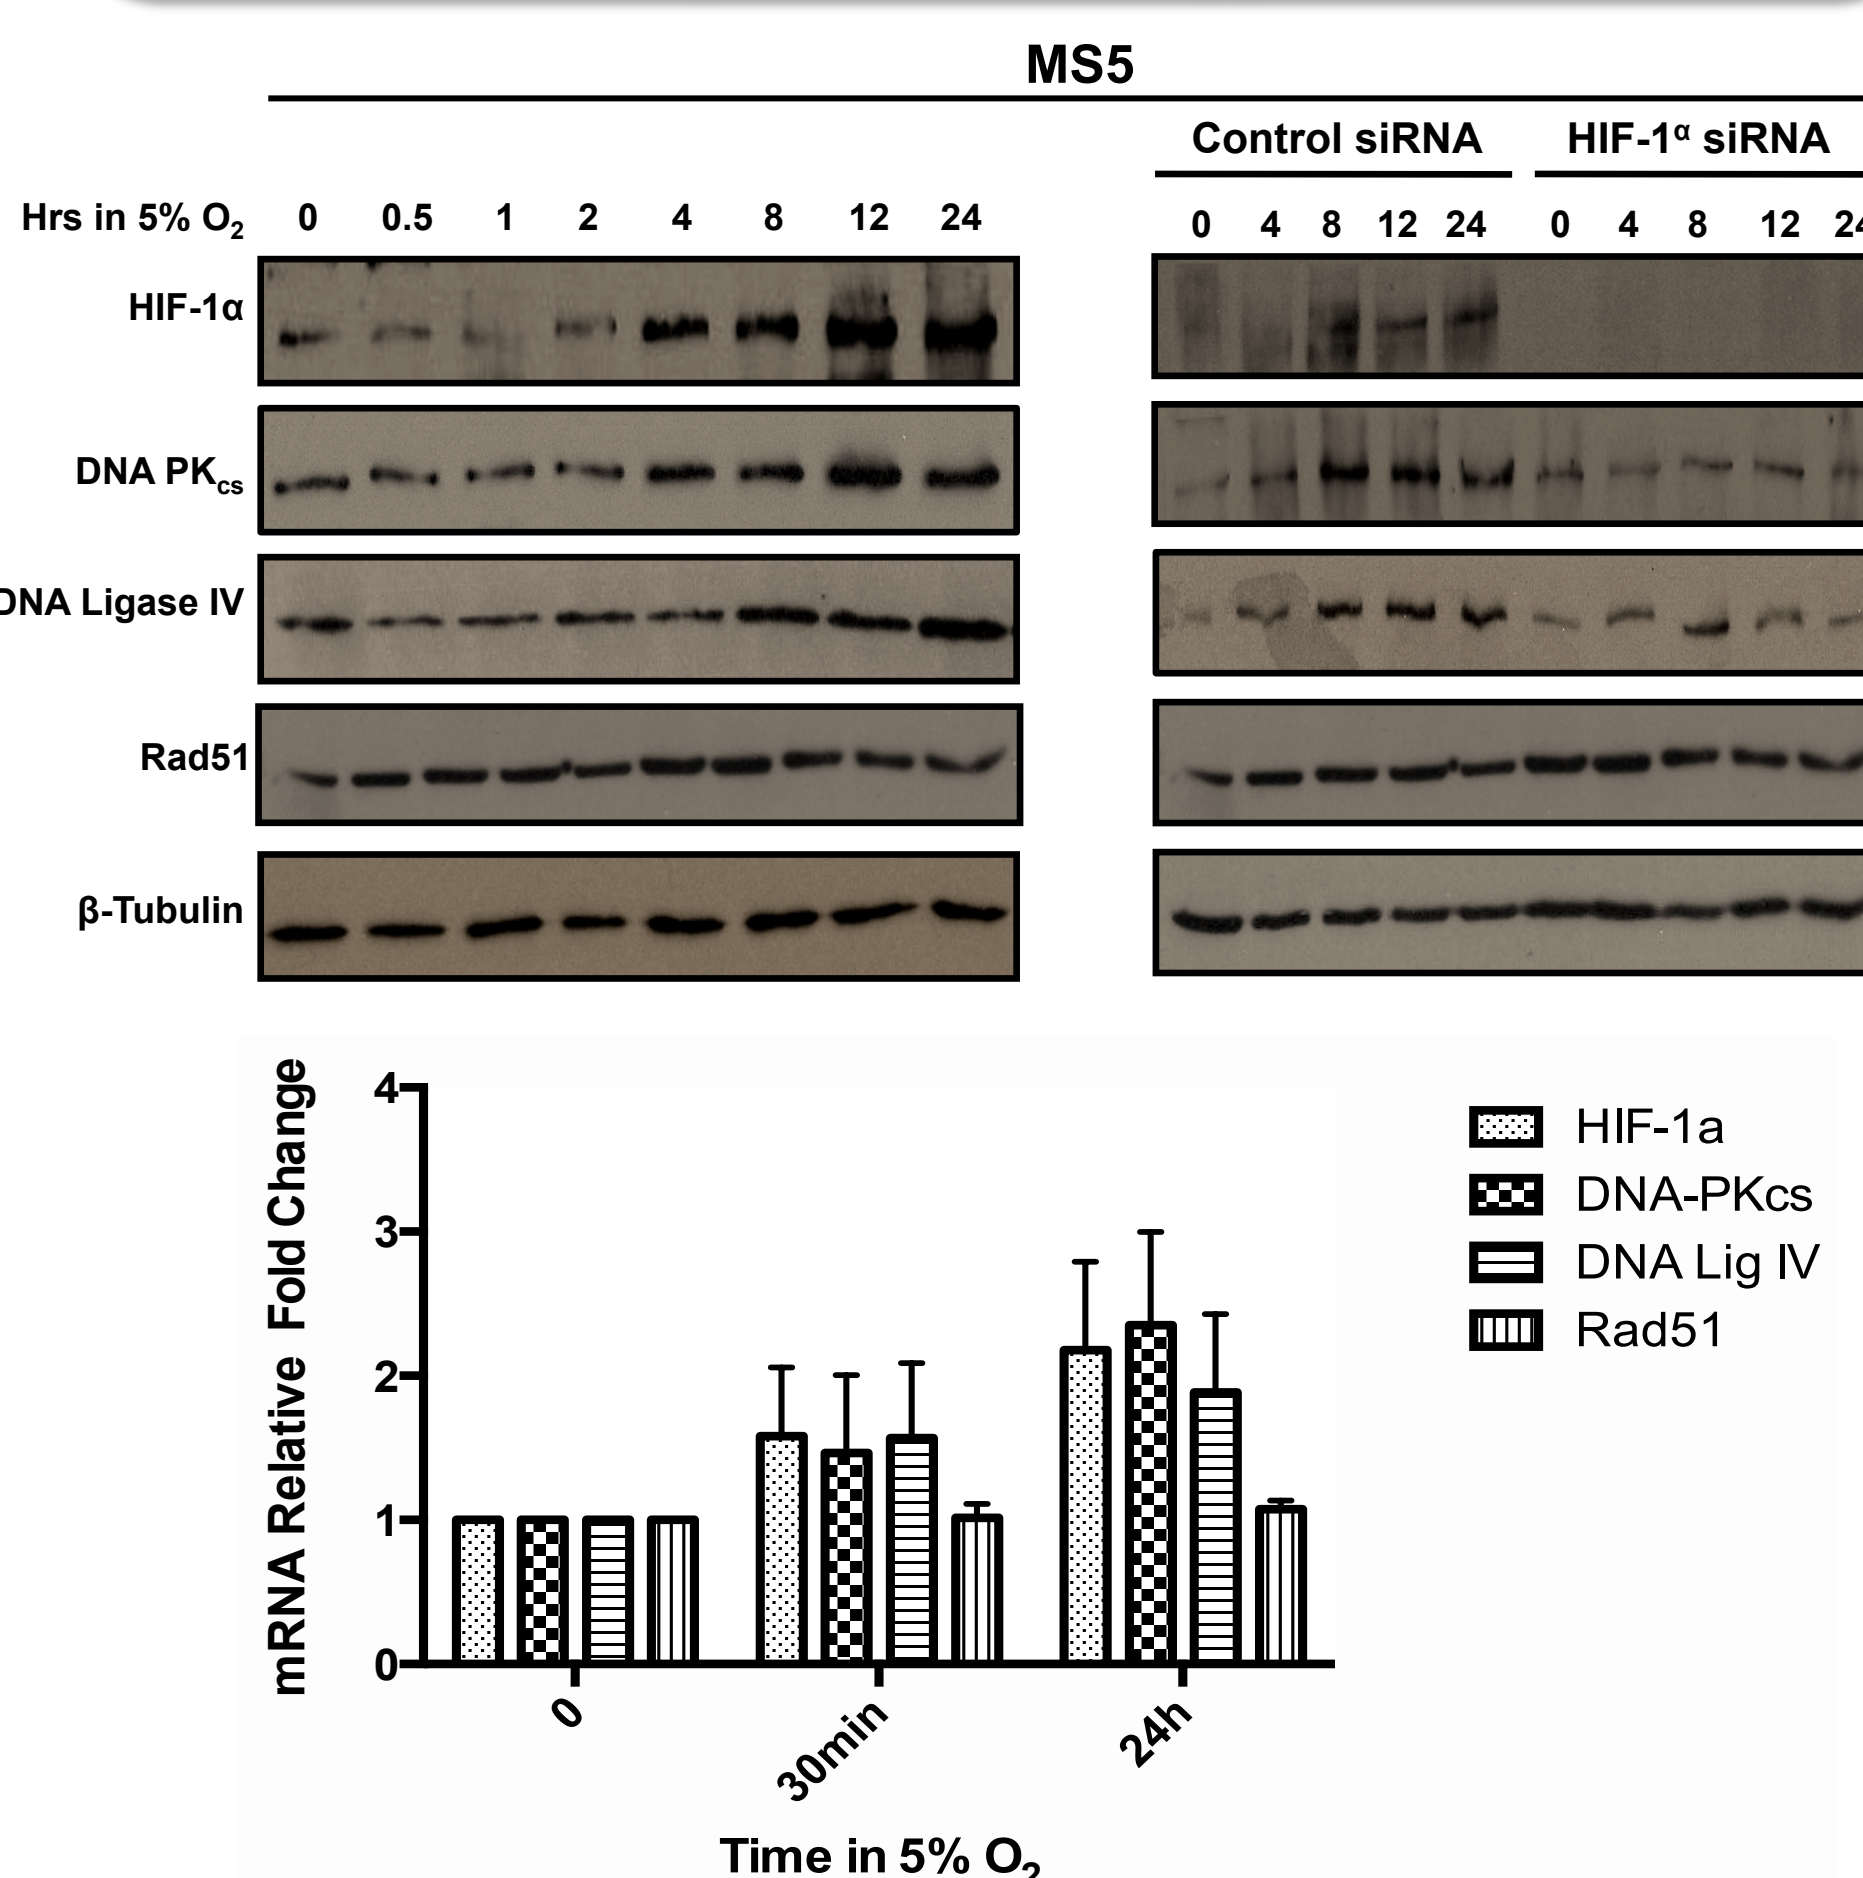 MS5
Control siRNA HIF-1α siRNA
Hrs in 5% O2 0 0.5 1 2 4 8 12 24 0 4 8 12 24 0 4 8 12 24
HIF-1α
DNA PKcs
DNA Ligase IV
Rad51
β-Tubulin
mRNA Relative Fold Change
4
3
2
1
0
0 30min 24h
Time in 5% O2
HIF-1a
DNA-PKcs
DNA Lig IV
Rad51